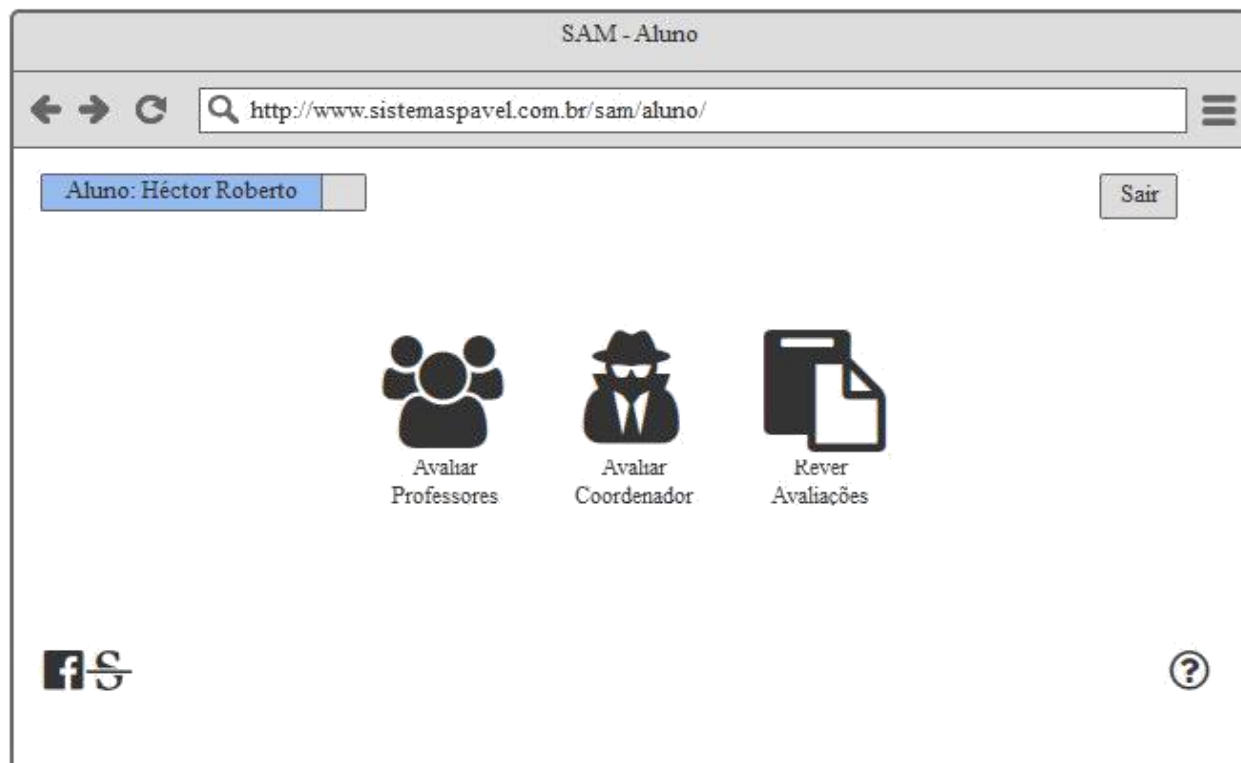 SAM - Aluno
http://www.sistemaspavel.com.br/sam/aluno/
Aluno: Héctor Roberto
Sair
Avaliar
Professores
Avaliar
Coordenador
Rever
Avaliações